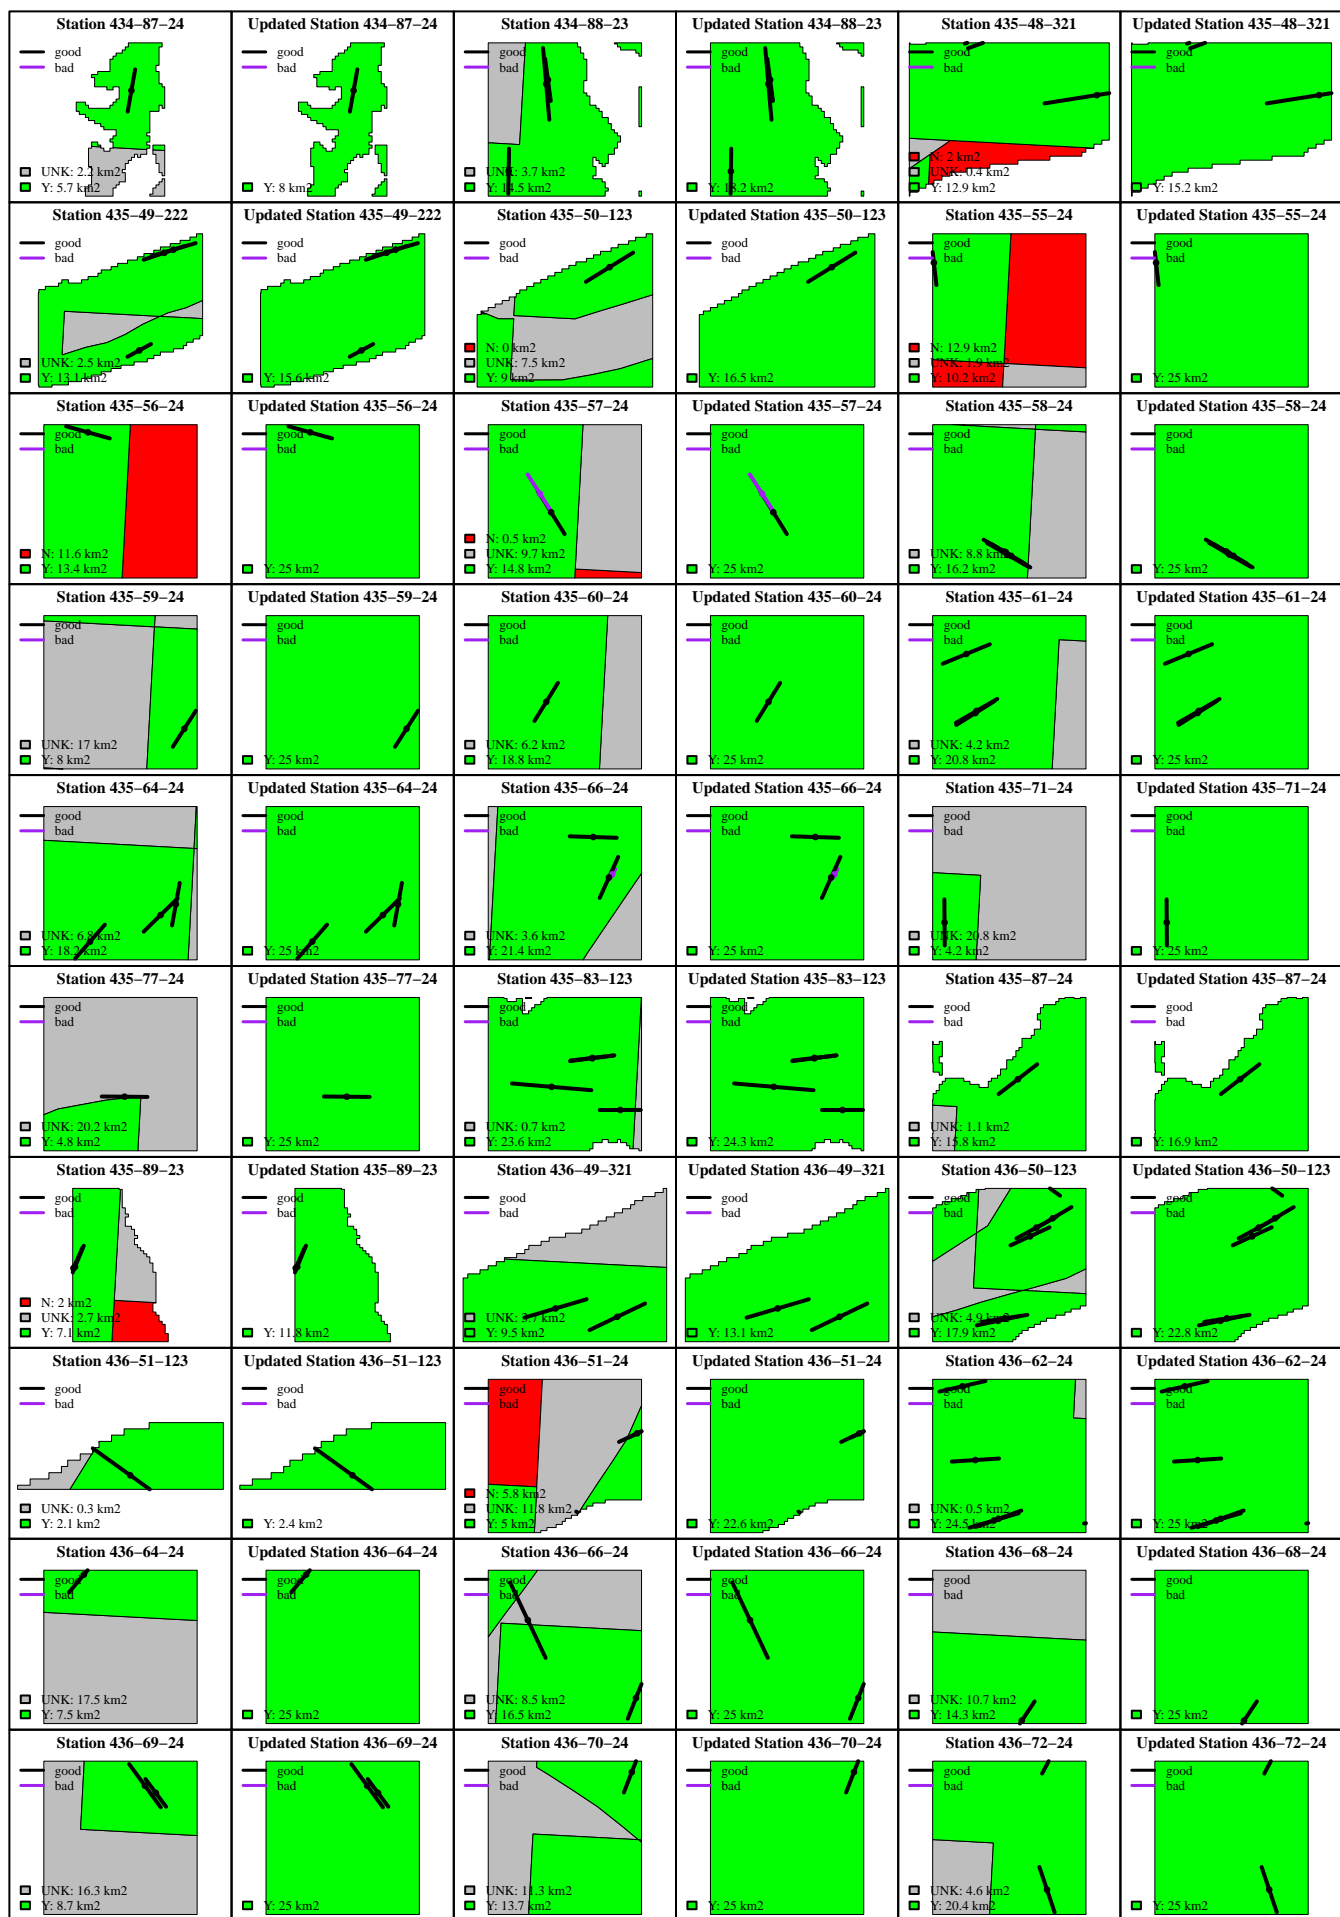 Station 434−87−24
good
bad
UNK: 2.2 km2
Y: 5.7 km2
Updated Station 434−87−24
good
bad
Y: 8 km2
Station 434−88−23
good
bad
UNK: 3.7 km2
Y: 14.5 km2
Updated Station 434−88−23
good
bad
Y: 18.2 km2
Station 435−48−321
good
bad
N: 2 km2
UNK: 0.4 km2
Y: 12.9 km2
Updated Station 435−48−321
good
bad
Y: 15.2 km2
Station 435−49−222
good
bad
UNK: 2.5 km2
Y: 13.1 km2
Updated Station 435−49−222
good
bad
Y: 15.6 km2
Station 435−50−123
good
bad
N: 0 km2
UNK: 7.5 km2
Y: 9 km2
Updated Station 435−50−123
good
bad
Y: 16.5 km2
Station 435−55−24
good
bad
N: 12.9 km2
UNK: 1.9 km2
Y: 10.2 km2
Updated Station 435−55−24
good
bad
Y: 25 km2
Station 435−56−24
good
bad
N: 11.6 km2
Y: 13.4 km2
Updated Station 435−56−24
good
bad
Y: 25 km2
Station 435−57−24
good
bad
N: 0.5 km2
UNK: 9.7 km2
Y: 14.8 km2
Updated Station 435−57−24
good
bad
Y: 25 km2
Station 435−58−24
good
bad
UNK: 8.8 km2
Y: 16.2 km2
Updated Station 435−58−24
good
bad
Y: 25 km2
Station 435−59−24
good
bad
UNK: 17 km2
Y: 8 km2
Updated Station 435−59−24
good
bad
Y: 25 km2
Station 435−60−24
good
bad
UNK: 6.2 km2
Y: 18.8 km2
Updated Station 435−60−24
good
bad
Y: 25 km2
Station 435−61−24
good
bad
UNK: 4.2 km2
Y: 20.8 km2
Updated Station 435−61−24
good
bad
Y: 25 km2
Station 435−64−24
good
bad
UNK: 6.8 km2
Y: 18.2 km2
Updated Station 435−64−24
good
bad
Y: 25 km2
Station 435−66−24
good
bad
UNK: 3.6 km2
Y: 21.4 km2
Updated Station 435−66−24
good
bad
Y: 25 km2
Station 435−71−24
good
bad
UNK: 20.8 km2
Y: 4.2 km2
Updated Station 435−71−24
good
bad
Y: 25 km2
Station 435−77−24
good
bad
UNK: 20.2 km2
Y: 4.8 km2
Updated Station 435−77−24
good
bad
Y: 25 km2
Station 435−83−123
good
bad
UNK: 0.7 km2
Y: 23.6 km2
Updated Station 435−83−123
good
bad
Y: 24.3 km2
Station 435−87−24
good
bad
UNK: 1.1 km2
Y: 15.8 km2
Updated Station 435−87−24
good
bad
Y: 16.9 km2
Station 435−89−23
good
bad
N: 2 km2
UNK: 2.7 km2
Y: 7.1 km2
Updated Station 435−89−23
good
bad
Y: 11.8 km2
Station 436−49−321
good
bad
UNK: 3.7 km2
Y: 9.5 km2
Updated Station 436−49−321
good
bad
Y: 13.1 km2
Station 436−50−123
good
bad
UNK: 4.9 km2
Y: 17.9 km2
Updated Station 436−50−123
good
bad
Y: 22.8 km2
Station 436−51−123
good
bad
UNK: 0.3 km2
Y: 2.1 km2
Updated Station 436−51−123
good
bad
Y: 2.4 km2
Station 436−51−24
good
bad
N: 5.8 km2
UNK: 11.8 km2
Y: 5 km2
Updated Station 436−51−24
good
bad
Y: 22.6 km2
Station 436−62−24
good
bad
UNK: 0.5 km2
Y: 24.5 km2
Updated Station 436−62−24
good
bad
Y: 25 km2
Station 436−64−24
good
bad
UNK: 17.5 km2
Y: 7.5 km2
Updated Station 436−64−24
good
bad
Y: 25 km2
Station 436−66−24
good
bad
UNK: 8.5 km2
Y: 16.5 km2
Updated Station 436−66−24
good
bad
Y: 25 km2
Station 436−68−24
good
bad
UNK: 10.7 km2
Y: 14.3 km2
Updated Station 436−68−24
good
bad
Y: 25 km2
Station 436−69−24
good
bad
UNK: 16.3 km2
Y: 8.7 km2
Updated Station 436−69−24
good
bad
Y: 25 km2
Station 436−70−24
good
bad
UNK: 11.3 km2
Y: 13.7 km2
Updated Station 436−70−24
good
bad
Y: 25 km2
Station 436−72−24
good
bad
UNK: 4.6 km2
Y: 20.4 km2
Updated Station 436−72−24
good
bad
Y: 25 km2